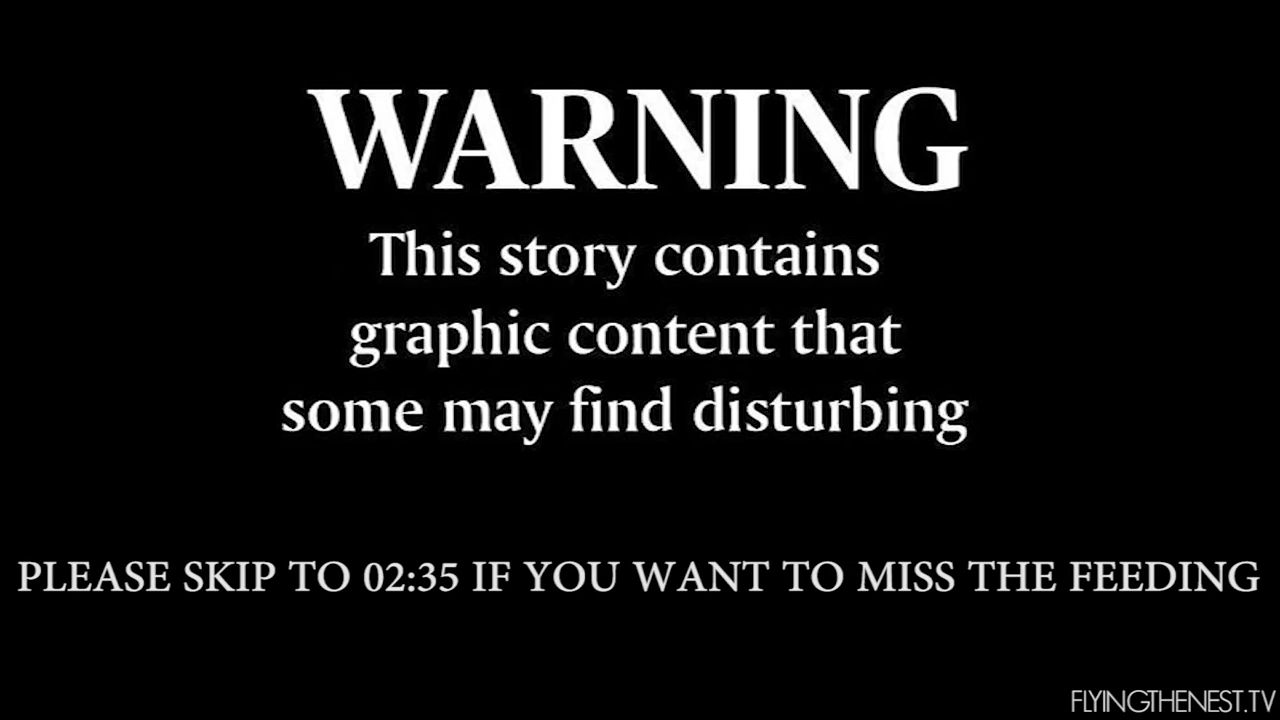 WARNING
This story contains
graphic content that
some may find disturbing
PLEASE SKIP TO 02:35 IF YOU WANT TO MISS THE FEEDING
FLYINGTHENEST.TV